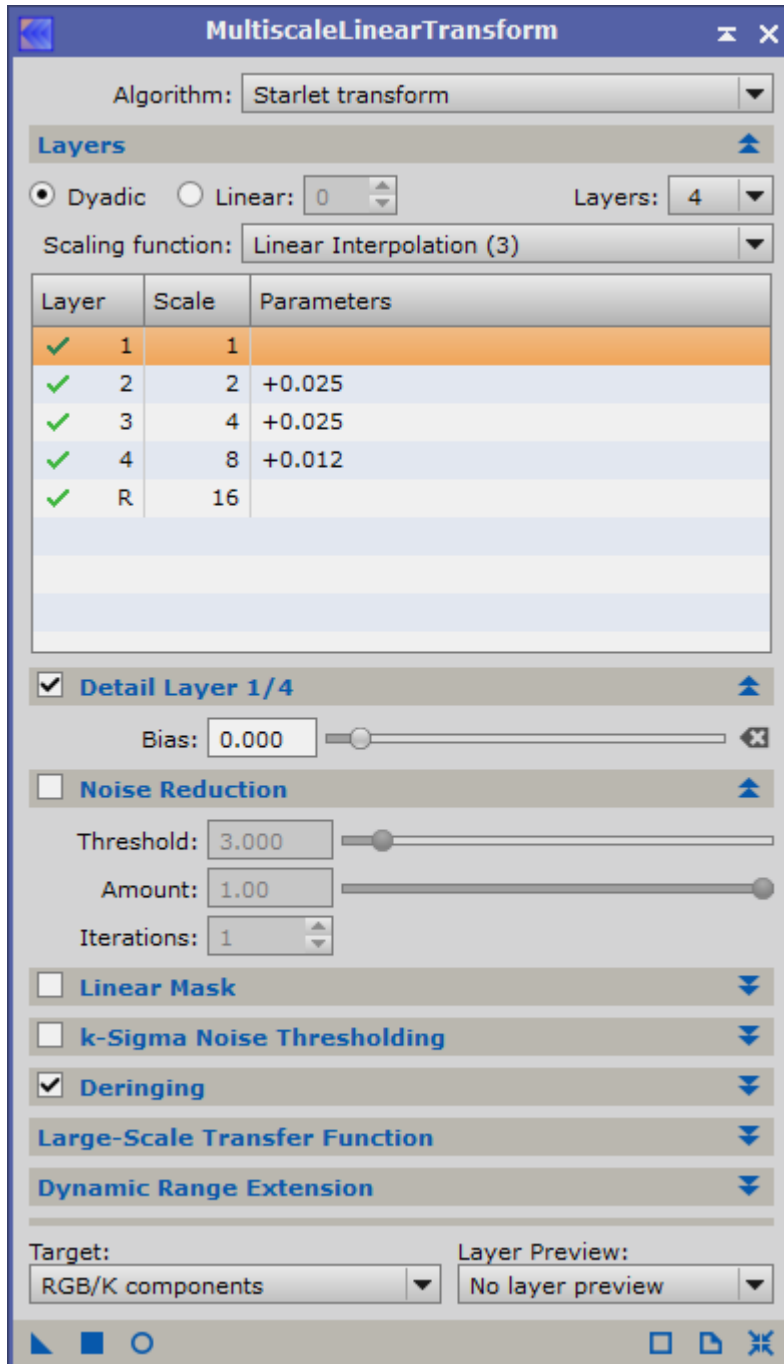 MultiscaleLinearTransform
Algorithm: Starlet transform
Layers
Dyadic Linear: 0 Layers: 4
Scaling function: Linear Interpolation (3)
Layer Scale Parameters
1 1
2 2 +0.025
3 4 +0.025
4 8 +0.012
R 16
Detail Layer 1/4
Bias: 0.000
Noise Reduction
Threshold: 3.000
Amount: 1.00
Iterations: 1
Linear Mask
k-Sigma Noise Thresholding
Deringing
Large-Scale Transfer Function
Dynamic Range Extension
Target: Layer Preview:
RGB/K components No layer preview